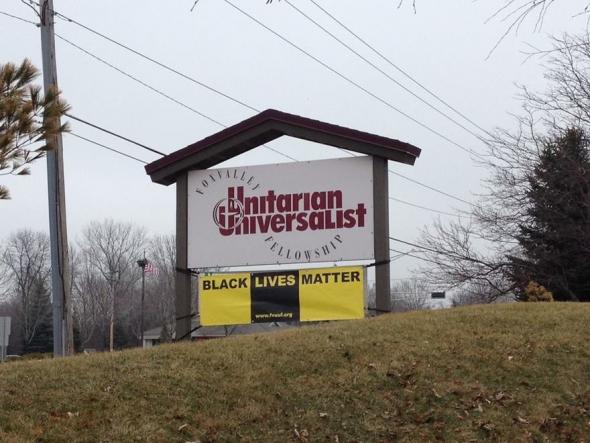 FOX VALLEY
Unitarian
Universalist
FELLOWSHIP
BLACK LIVES MATTER
www.fvuuf.org